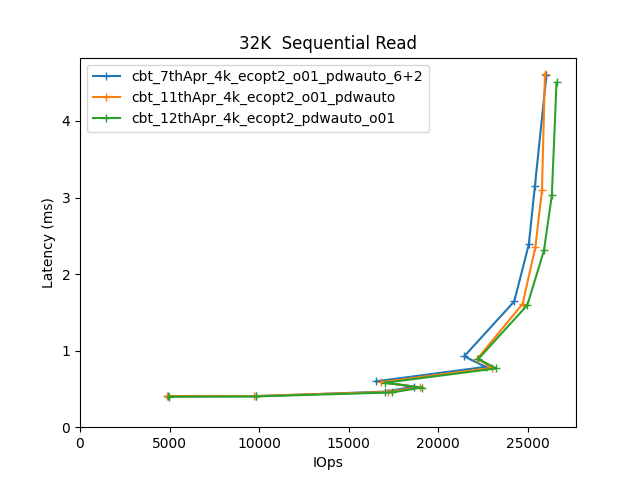 32K  Sequential Read
cbt_7thApr_4k_ecopt2_o01_pdwauto_6+2
cbt_11thApr_4k_ecopt2_o01_pdwauto
cbt_12thApr_4k_ecopt2_pdwauto_o01
Latency (ms)
4
3
2
1
0
0 5000 10000 15000 20000 25000
IOps